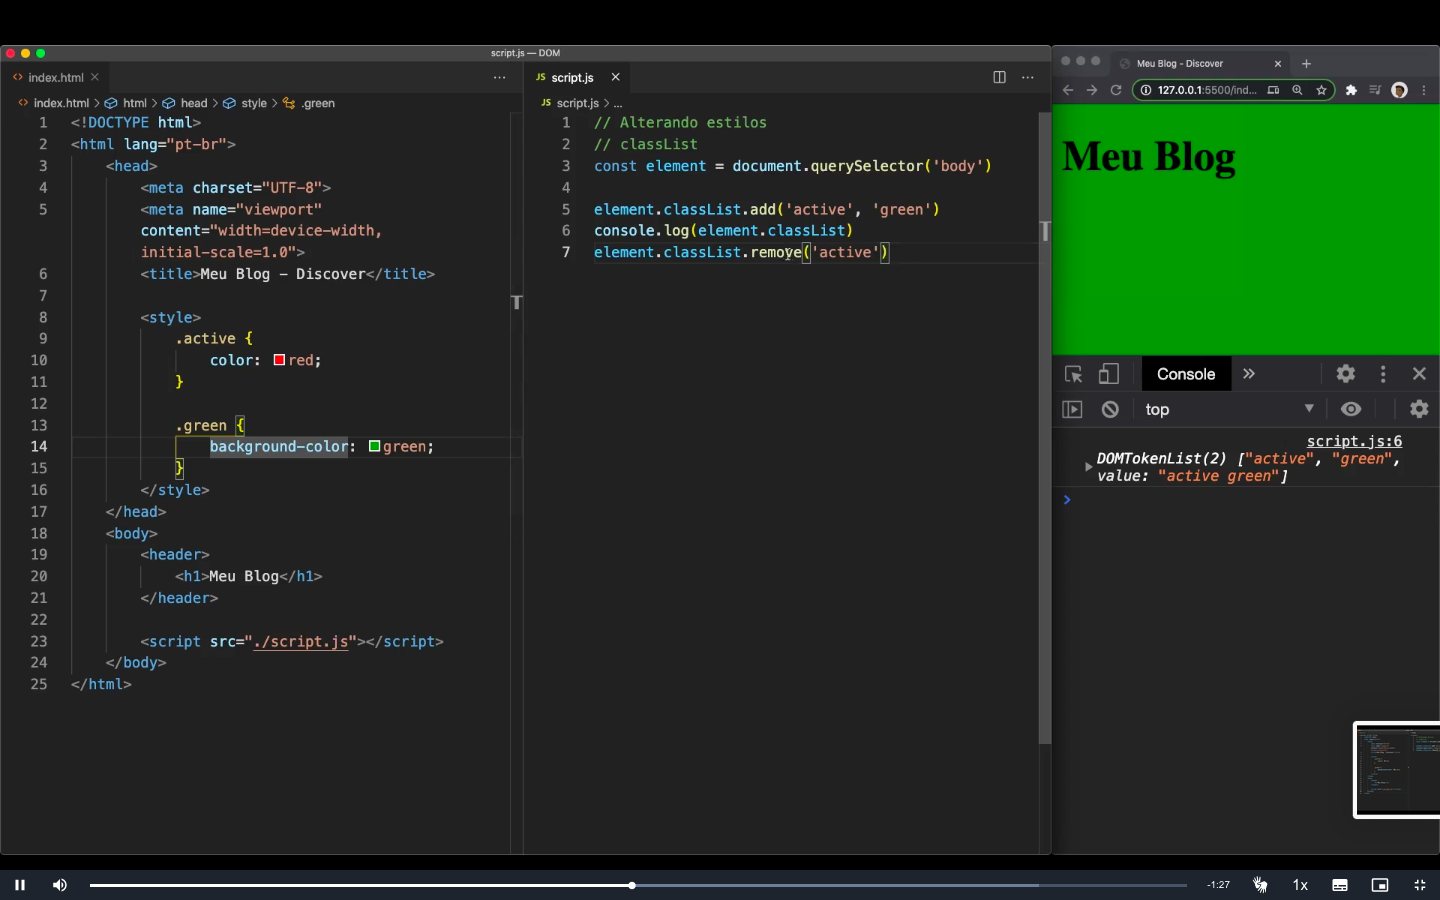 script.js — DOM
index.html
index.html > html > head > style > .green
1 <!DOCTYPE html>
2 <html lang="pt-br">
3 <head>
4 <meta charset="UTF-8">
5 <meta name="viewport"
content="width=device-width,
initial-scale=1.0">
6 <title>Meu Blog - Discover</title>
7
8 <style>
9 .active {
10 color: red;
11 }
12
13 .green {
14 background-color: green;
15 }
16 </style>
17 </head>
18 <body>
19 <header>
20 <h1>Meu Blog</h1>
21 </header>
22
23 <script src="./script.js"></script>
24 </body>
25 </html>
JS script.js
JS script.js > ...
1 // Alterando estilos
2 // classList
3 const element = document.querySelector('body')
4
5 element.classList.add('active', 'green')
6 console.log(element.classList)
7 element.classList.remove('active')
Meu Blog - Discover
127.0.0.1:5500/ind...
Meu Blog
Console
top
script.js:6
DOMTokenList(2) ["active", "green",
value: "active green"]
-1:27
1x